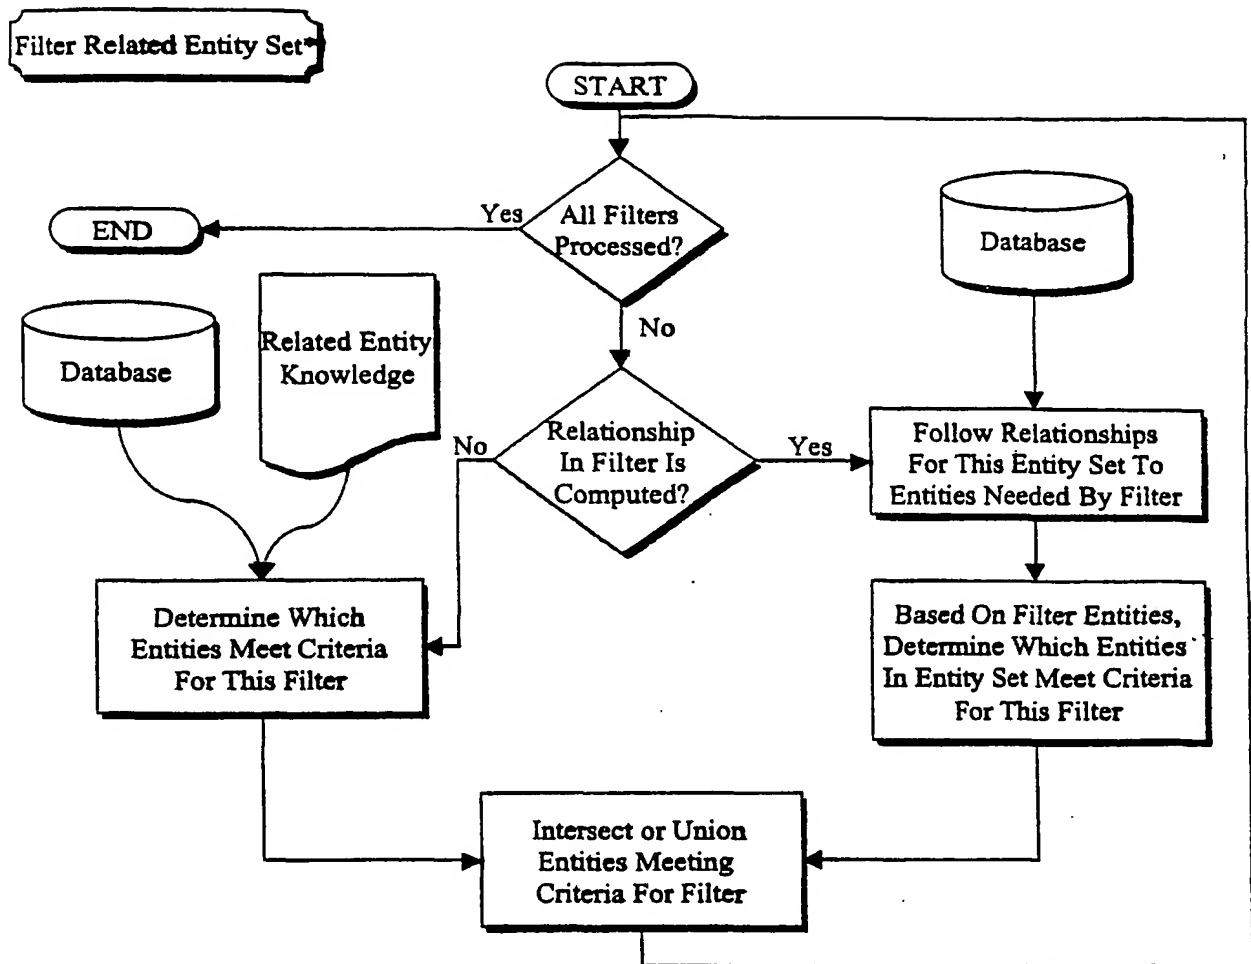 Filter Related Entity Set
START
All Filters
Processed?
Yes
END
Database
No
Database
Related Entity
Knowledge
Relationship
In Filter Is
Computed?
No
Yes
Follow Relationships
For This Entity Set To
Entities Needed By Filter
Determine Which
Entities Meet Criteria
For This Filter
Based On Filter Entities,
Determine Which Entities
In Entity Set Meet Criteria
For This Filter
Intersect or Union
Entities Meeting
Criteria For Filter